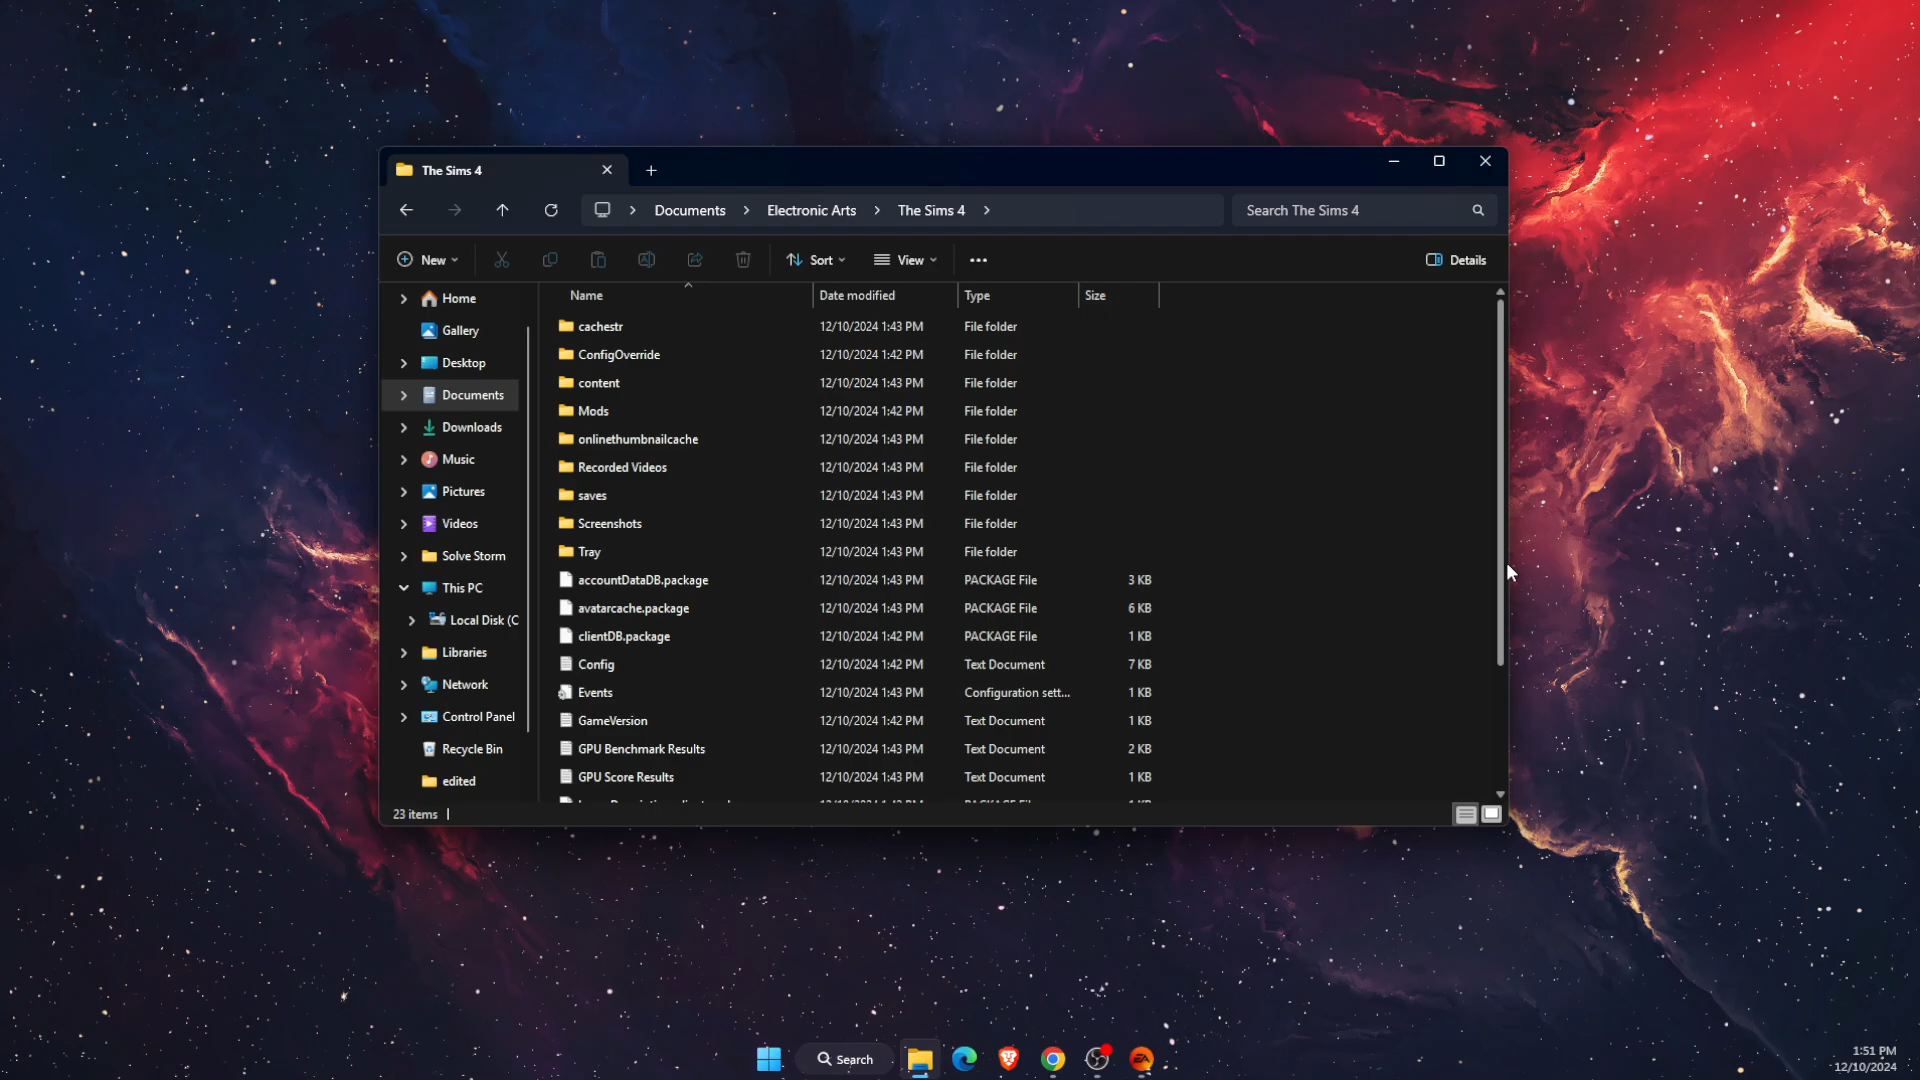 The Sims 4
Documents
Electronic Arts
The Sims 4
Search The Sims 4
New
Sort
View
Details
Name
Date modified
Type
Size
Home
Gallery
Desktop
Documents
Downloads
Music
Pictures
Videos
Solve Storm
This PC
Local Disk (C
Libraries
Network
Control Panel
Recycle Bin
edited
cachestr 12/10/2024 1:43 PM File folder
ConfigOverride 12/10/2024 1:42 PM File folder
content 12/10/2024 1:43 PM File folder
Mods 12/10/2024 1:42 PM File folder
onlinethumbnailcache 12/10/2024 1:43 PM File folder
Recorded Videos 12/10/2024 1:43 PM File folder
saves 12/10/2024 1:43 PM File folder
Screenshots 12/10/2024 1:43 PM File folder
Tray 12/10/2024 1:43 PM File folder
accountDataDB.package 12/10/2024 1:43 PM PACKAGE File 3 KB
avatarcache.package 12/10/2024 1:43 PM PACKAGE File 6 KB
clientDB.package 12/10/2024 1:42 PM PACKAGE File 1 KB
Config 12/10/2024 1:42 PM Text Document 7 KB
Events 12/10/2024 1:43 PM Configuration sett... 1 KB
GameVersion 12/10/2024 1:42 PM Text Document 1 KB
GPU Benchmark Results 12/10/2024 1:43 PM Text Document 2 KB
GPU Score Results 12/10/2024 1:43 PM Text Document 1 KB
23 items
Search
EA
1:51 PM
12/10/2024